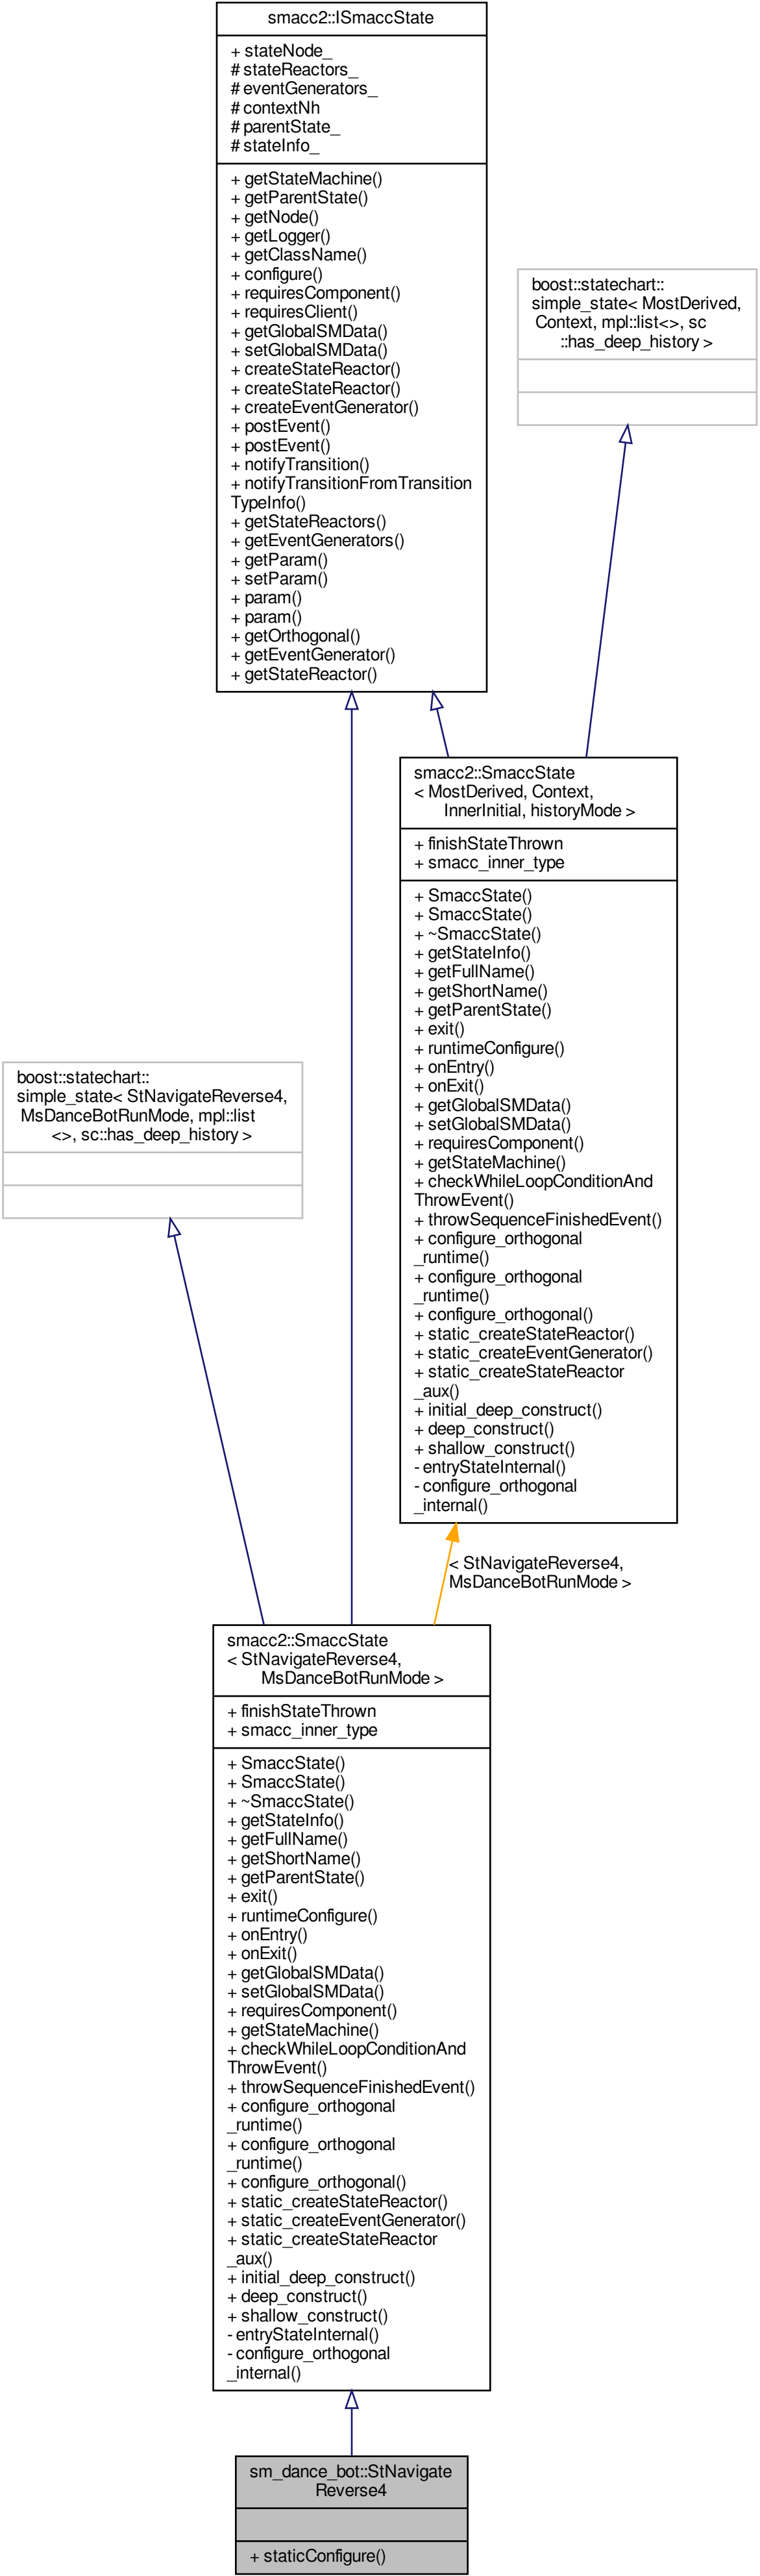 smacc2::ISmaccState
+ stateNode_
# stateReactors_
# eventGenerators_
# contextNh
# parentState_
# stateInfo_
+ getStateMachine()
+ getParentState()
+ getNode()
+ getLogger()
+ getClassName()
+ configure()
+ requiresComponent()
+ requiresClient()
+ getGlobalSMData()
+ setGlobalSMData()
+ createStateReactor()
+ createStateReactor()
+ createEventGenerator()
+ postEvent()
+ postEvent()
+ notifyTransition()
+ notifyTransitionFromTransition
TypeInfo()
+ getStateReactors()
+ getEventGenerators()
+ getParam()
+ setParam()
+ param()
+ param()
+ getOrthogonal()
+ getEventGenerator()
+ getStateReactor()
boost::statechart::
simple_state< MostDerived,
Context, mpl::list<>, sc
::has_deep_history >
smacc2::SmaccState
< MostDerived, Context,
InnerInitial, historyMode >
+ finishStateThrown
+ smacc_inner_type
+ SmaccState()
+ SmaccState()
+ ~SmaccState()
+ getStateInfo()
+ getFullName()
+ getShortName()
+ getParentState()
+ exit()
+ runtimeConfigure()
+ onEntry()
+ onExit()
+ getGlobalSMData()
+ setGlobalSMData()
+ requiresComponent()
+ getStateMachine()
+ checkWhileLoopConditionAnd
ThrowEvent()
+ throwSequenceFinishedEvent()
+ configure_orthogonal
_runtime()
+ configure_orthogonal
_runtime()
+ configure_orthogonal()
+ static_createStateReactor()
+ static_createEventGenerator()
+ static_createStateReactor
_aux()
+ initial_deep_construct()
+ deep_construct()
+ shallow_construct()
- entryStateInternal()
- configure_orthogonal
_internal()
boost::statechart::
simple_state< StNavigateReverse4,
MsDanceBotRunMode, mpl::list
<>, sc::has_deep_history >
< StNavigateReverse4,
MsDanceBotRunMode >
smacc2::SmaccState
< StNavigateReverse4,
MsDanceBotRunMode >
+ finishStateThrown
+ smacc_inner_type
+ SmaccState()
+ SmaccState()
+ ~SmaccState()
+ getStateInfo()
+ getFullName()
+ getShortName()
+ getParentState()
+ exit()
+ runtimeConfigure()
+ onEntry()
+ onExit()
+ getGlobalSMData()
+ setGlobalSMData()
+ requiresComponent()
+ getStateMachine()
+ checkWhileLoopConditionAnd
ThrowEvent()
+ throwSequenceFinishedEvent()
+ configure_orthogonal
_runtime()
+ configure_orthogonal
_runtime()
+ configure_orthogonal()
+ static_createStateReactor()
+ static_createEventGenerator()
+ static_createStateReactor
_aux()
+ initial_deep_construct()
+ deep_construct()
+ shallow_construct()
- entryStateInternal()
- configure_orthogonal
_internal()
sm_dance_bot::StNavigate
Reverse4
+ staticConfigure()